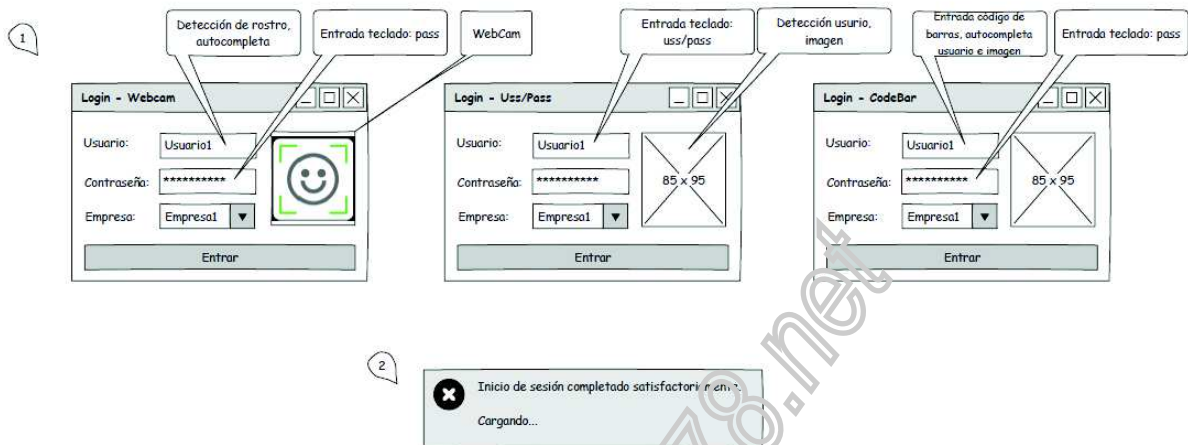 1
Detección de rostro,
autocompleta
Entrada teclado: pass
WebCam
Entrada teclado:
uss/pass
Detección usurio,
imagen
Entrada código de
barras, autocompleta
usuario e imagen
Entrada teclado: pass
Login - Webcam
Usuario:
Usuario1
Contraseña:
**********
Empresa:
Empresa1
Entrar
Login - Uss/Pass
Usuario:
Usuario1
Contraseña:
**********
85 x 95
Empresa:
Empresa1
Entrar
Login - CodeBar
Usuario:
Usuario1
Contraseña:
**********
85 x 95
Empresa:
Empresa1
Entrar
2
Inicio de sesión completado satisfactoriamente.
Cargando...
78.net